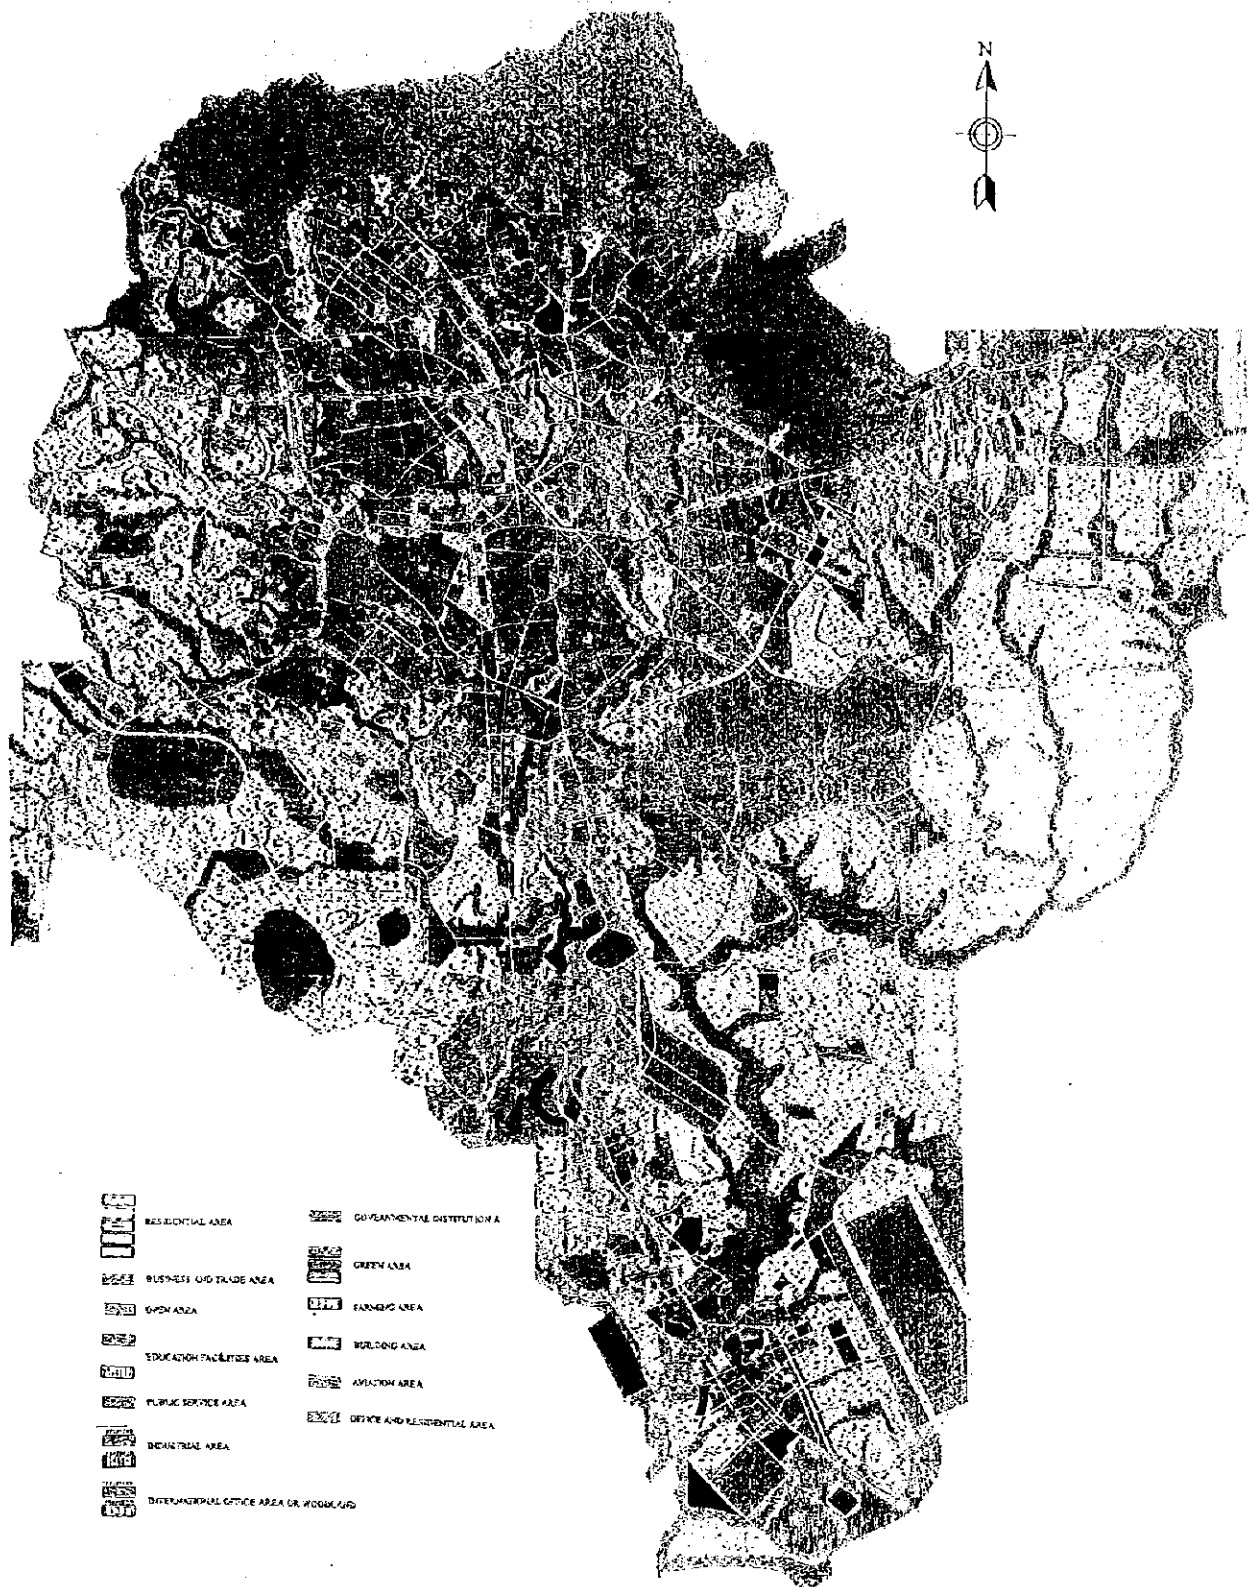 N
RESIDENTIAL AREA
BUSINESS AND TRADE AREA
OPEN AREA
EDUCATION FACILITIES AREA
PUBLIC SERVICE AREA
INDUSTRIAL AREA
INTERNATIONAL OFFICE AREA OR WOODLAND
GOVERNMENTAL INSTITUTION A
GREEN AREA
FARMING AREA
BUILDING AREA
AVIATION AREA
OFFICE AND RESIDENTIAL AREA